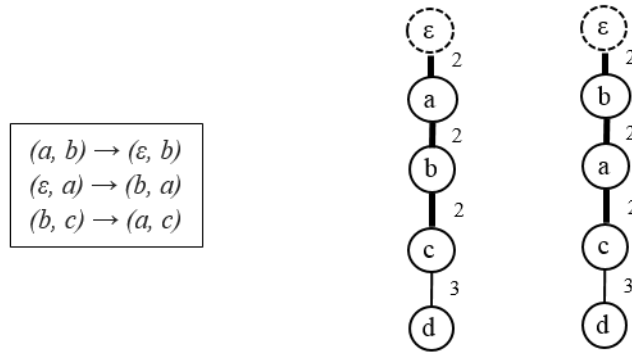 (a, b) → (ε, b)
(ε, a) → (b, a)
(b, c) → (a, c)
ε
2
a
2
b
2
c
3
d
ε
2
b
2
a
2
c
3
d